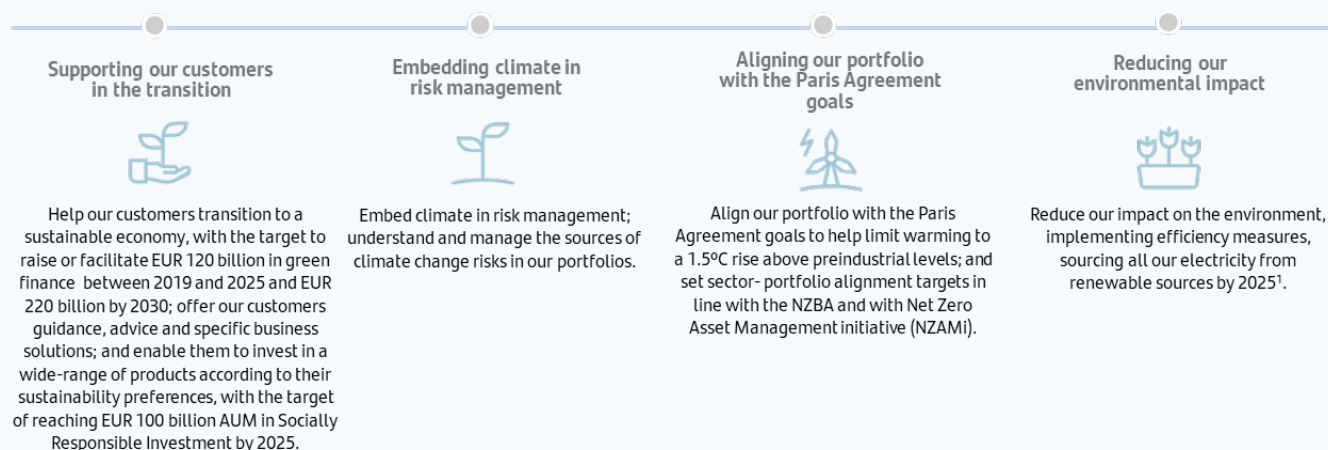 Supporting our customers
in the transition
Help our customers transition to a
sustainable economy, with the target to
raise or facilitate EUR 120 billion in green
finance between 2019 and 2025 and EUR
220 billion by 2030; offer our customers
guidance, advice and specific business
solutions; and enable them to invest in a
wide-range of products according to their
sustainability preferences, with the target
of reaching EUR 100 billion AUM in Socially
Responsible Investment by 2025.
Embedding climate in
risk management
Embed climate in risk management;
understand and manage the sources of
climate change risks in our portfolios.
Aligning our portfolio
with the Paris Agreement
goals
Align our portfolio with the Paris
Agreement goals to help limit warming to
a 1.5ºC rise above preindustrial levels; and
set sector- portfolio alignment targets in
line with the NZBA and with Net Zero
Asset Management initiative (NZAMi).
Reducing our
environmental impact
Reduce our impact on the environment,
implementing efficiency measures,
sourcing all our electricity from
renewable sources by 2025¹.